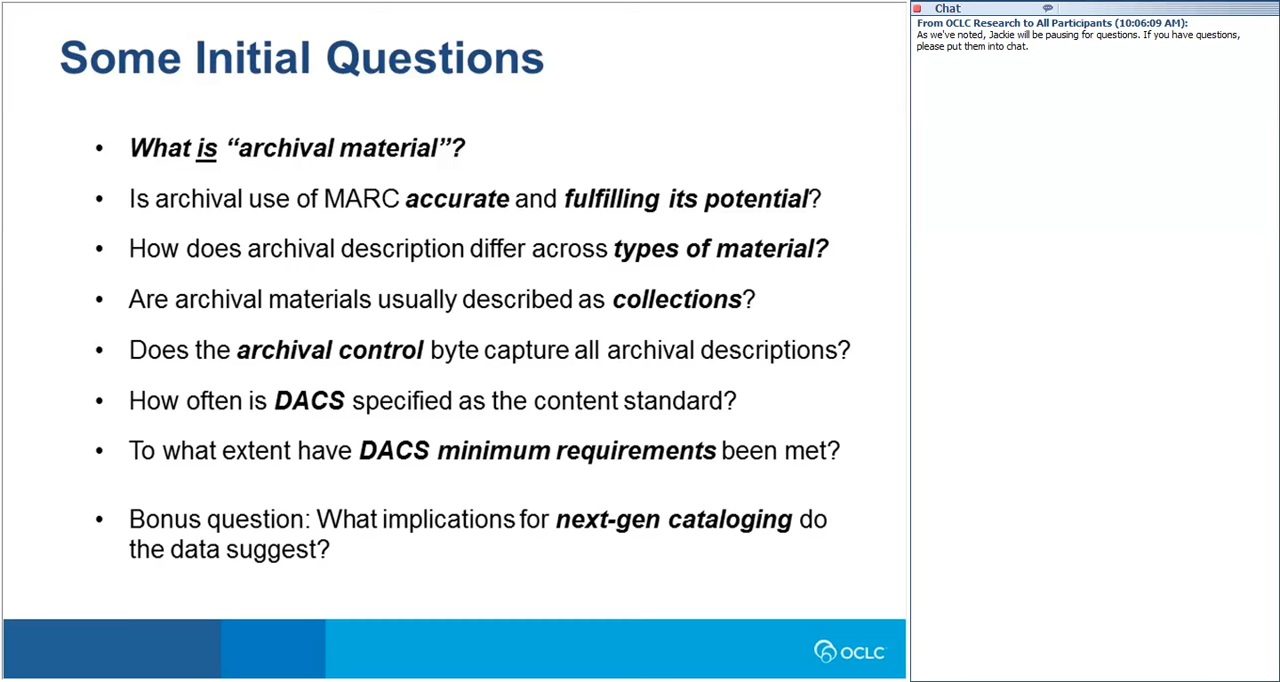 Some Initial Questions
• What is “archival material”?
• Is archival use of MARC accurate and fulfilling its potential?
• How does archival description differ across types of material?
• Are archival materials usually described as collections?
• Does the archival control byte capture all archival descriptions?
• How often is DACS specified as the content standard?
• To what extent have DACS minimum requirements been met?
• Bonus question: What implications for next-gen cataloging do
the data suggest?
OCLC
Chat
From OCLC Research to All Participants (10:06:09 AM):
As we've noted, Jackie will be pausing for questions. If you have questions,
please put them into chat.